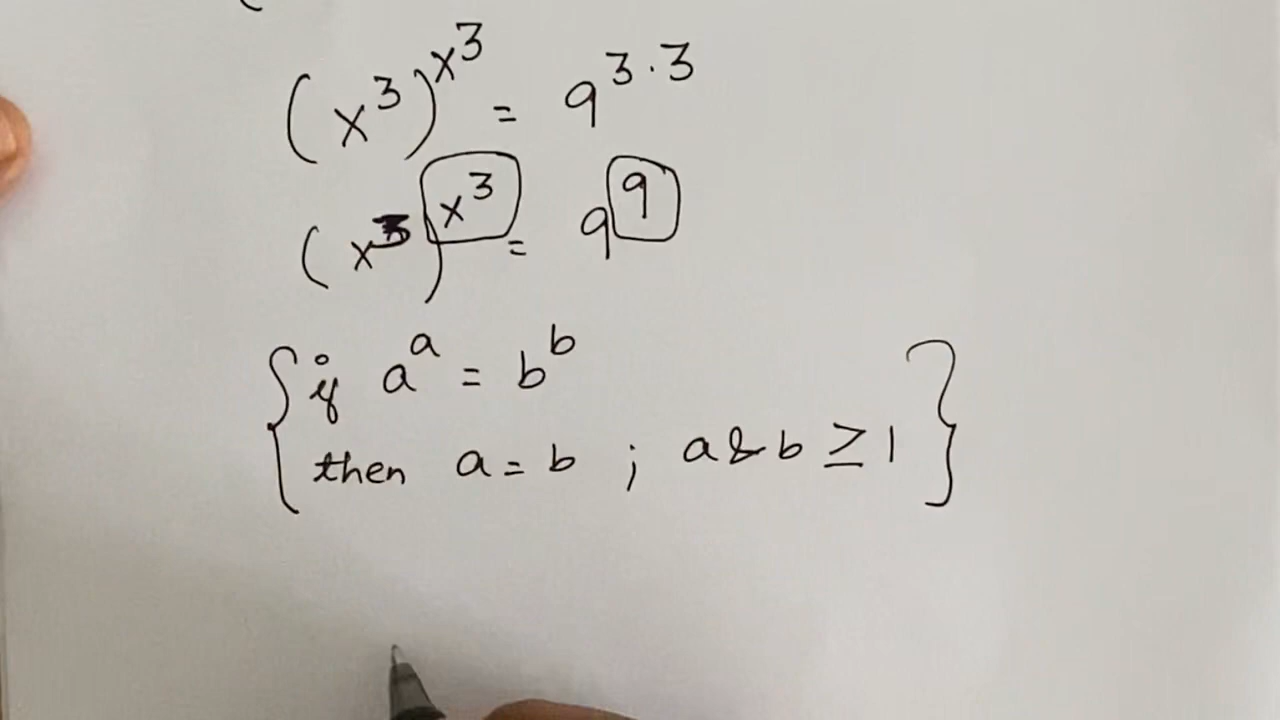 (x³)^x³ = 9^3·3
(x³)^x³ = 9^9
{ if a^a = b^b
then a = b ; a & b ≥ 1 }